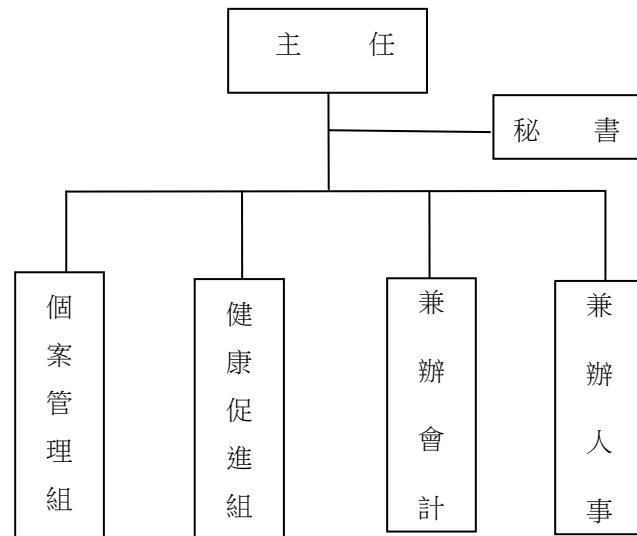 主任
秘書
個案管理組
健康促進組
兼辦會計
兼辦人事